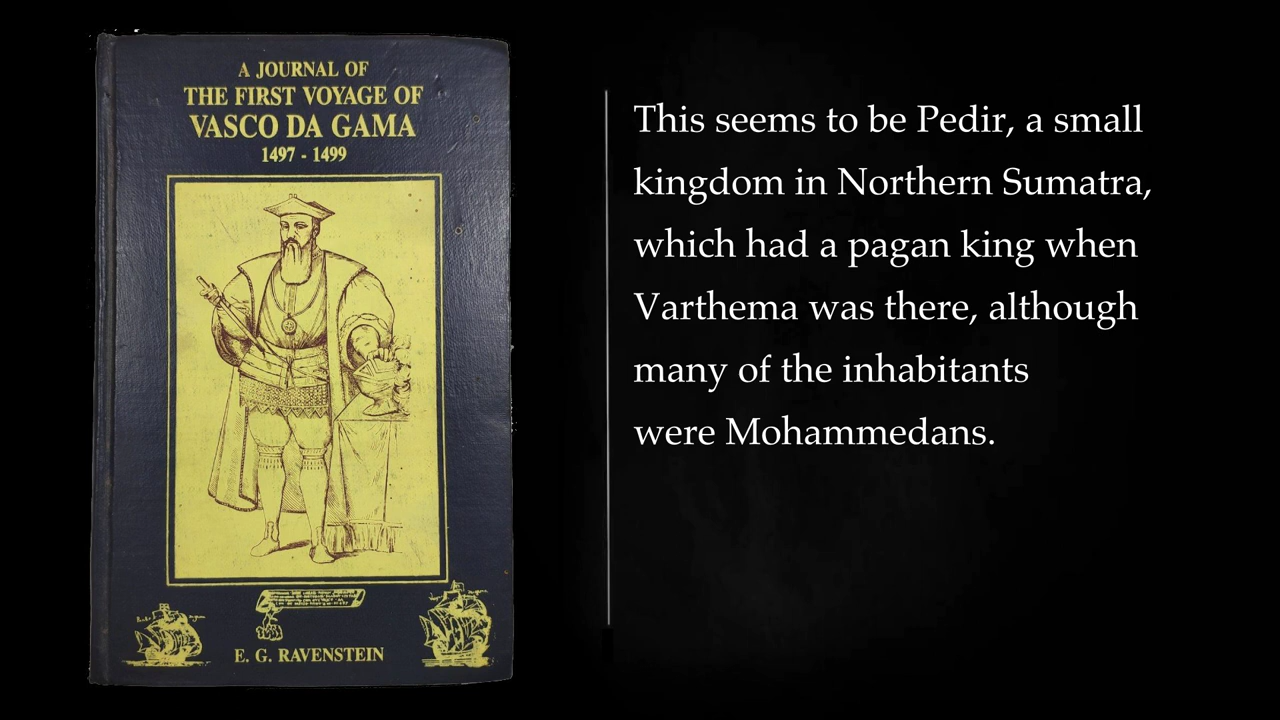 A JOURNAL OF
THE FIRST VOYAGE OF
VASCO DA GAMA
1497 - 1499
E. G. RAVENSTEIN
This seems to be Pedir, a small
kingdom in Northern Sumatra,
which had a pagan king when
Varthema was there, although
many of the inhabitants
were Mohammedans.